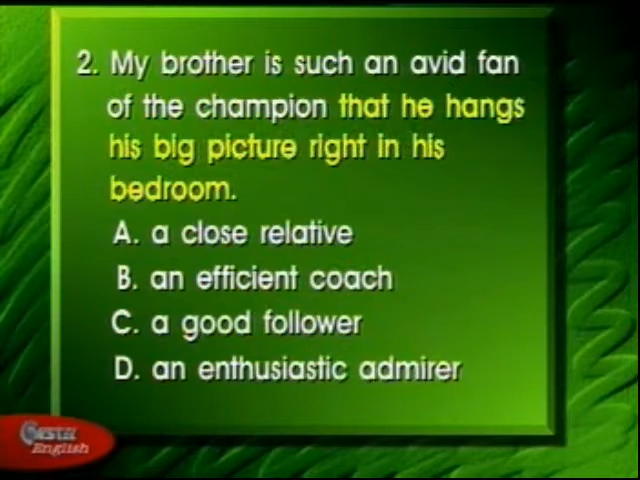 2. My brother is such an avid fan
of the champion that he hangs
his big picture right in his
bedroom.
A. a close relative
B. an efficient coach
C. a good follower
D. an enthusiastic admirer
English